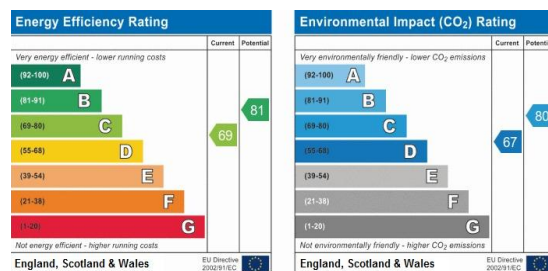 Energy Efficiency Rating
Current Potential
Very energy efficient - lower running costs
(92-100) A
(81-91) B
81
(69-80) C
69
(55-68) D
(39-54) E
(21-38) F
(1-20) G
Not energy efficient - higher running costs
England, Scotland & Wales
EU Directive
2002/91/EC
Environmental Impact (CO2) Rating
Current Potential
Very environmentally friendly - lower CO2 emissions
(92-100) A
(81-91) B
80
(69-80) C
(55-68) D
67
(39-54) E
(21-38) F
(1-20) G
Not environmentally friendly - higher CO2 emissions
England, Scotland & Wales
EU Directive
2002/91/EC